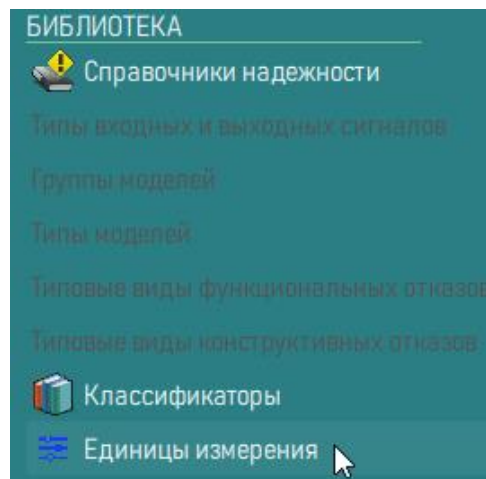 БИБЛИОТЕКА
Справочники надежности
Типы входных и выходных сигналов
Группы моделей
Типы моделей
Типовые виды функциональных отказов
Типовые виды конструктивных отказов
Классификаторы
Единицы измерения